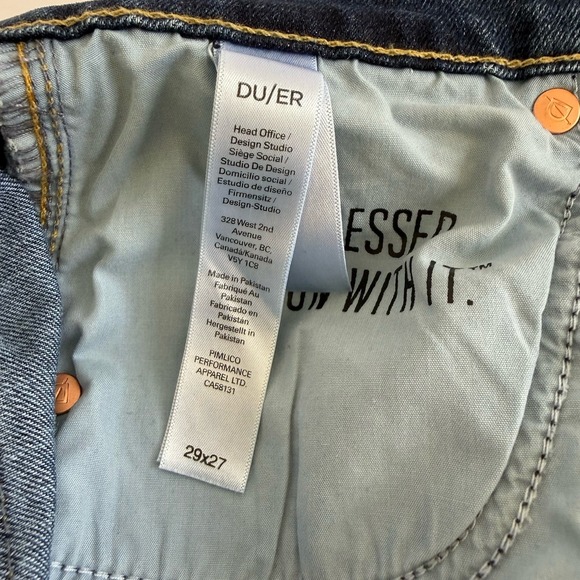 DU/ER
Head Office /
Design Studio
Siège Social /
Studio De Design
Domicilio social /
Estudio de diseño
Firmensitz /
Design-Studio
328 West 2nd
Avenue
Vancouver, BC.
Canada/Kanada
V5Y 1C8
Made in Pakistan
Fabriqué Au
Pakistan
Fabricado en
Pakistan
Hergestellt in
Pakistan
PIMLICO
PERFORMANCE
APPAREL LTD.
CA58131
29x27
WITH IT.™